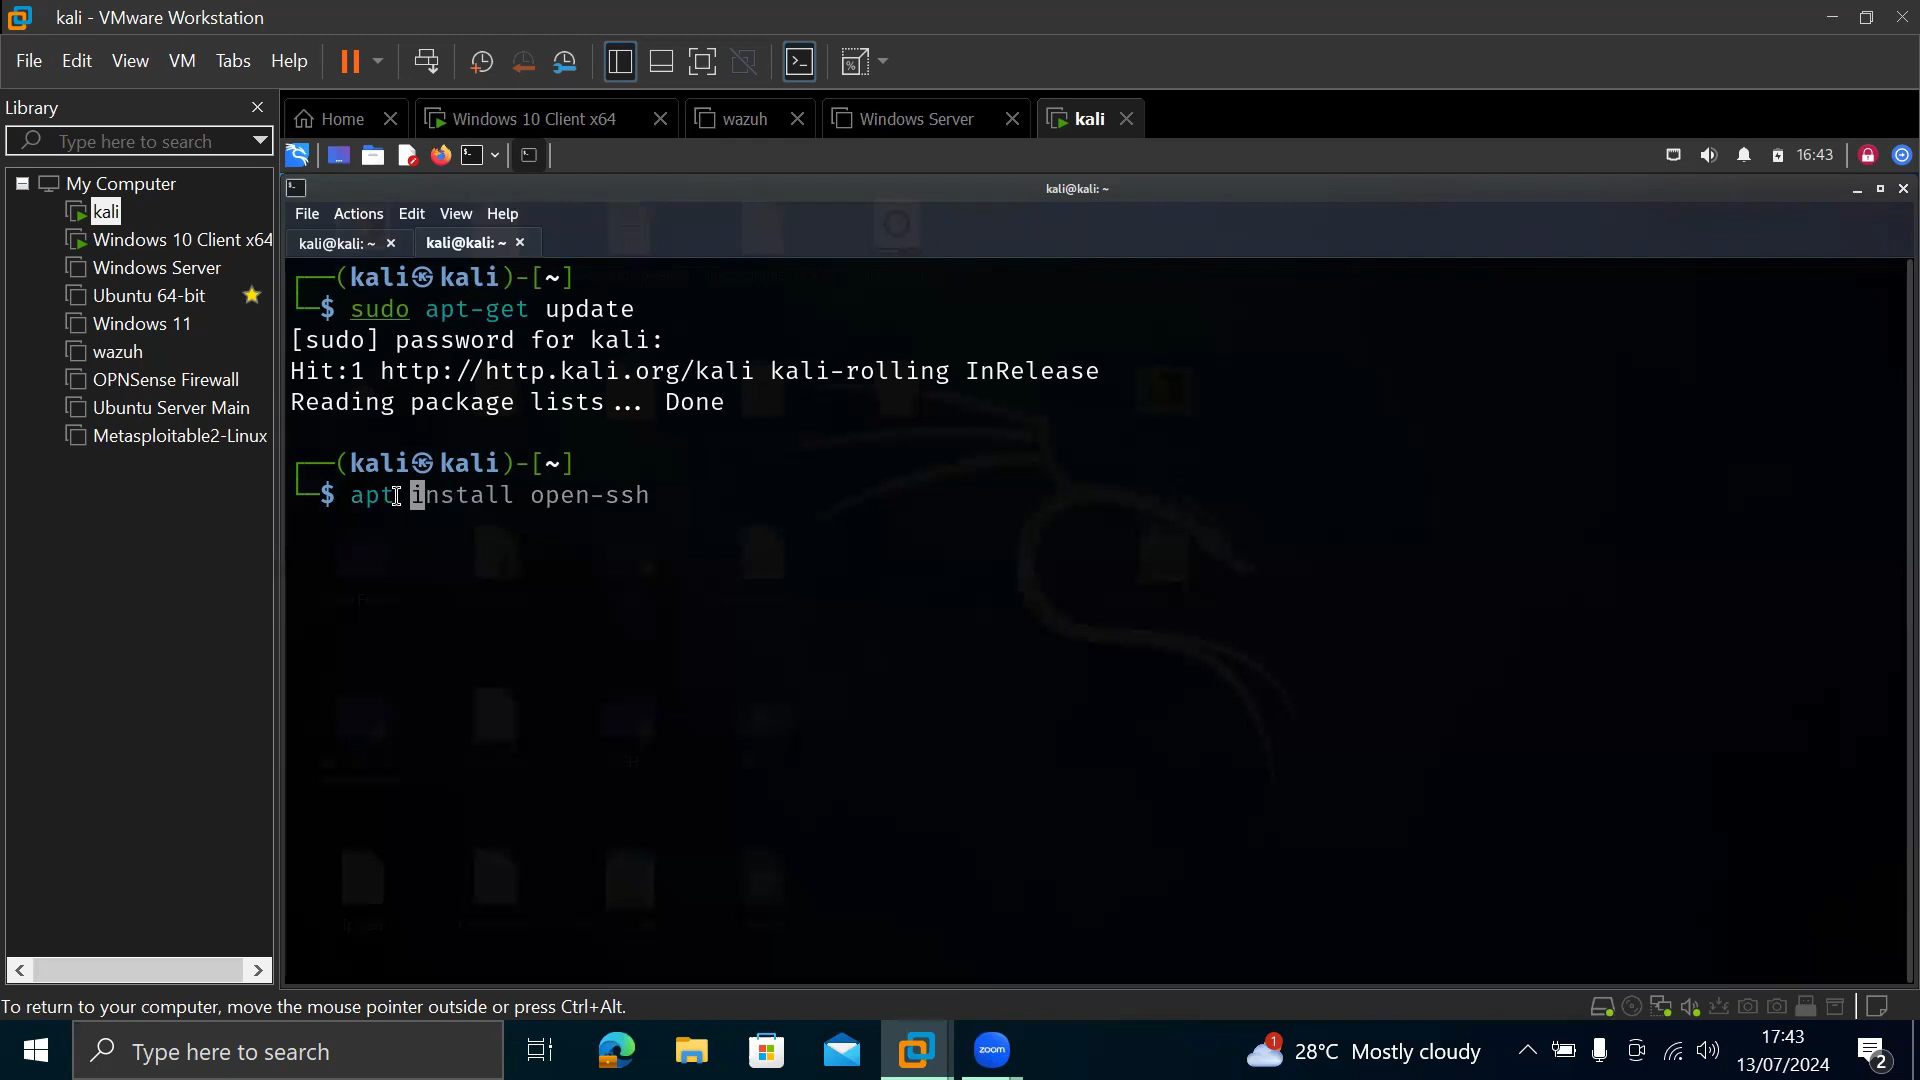 kali - VMware Workstation
File Edit View VM Tabs Help
Library
Type here to search
My Computer
kali
Windows 10 Client x64
Windows Server
Ubuntu 64-bit
Windows 11
wazuh
OPNSense Firewall
Ubuntu Server Main
Metasploitable2-Linux
Home
Windows 10 Client x64
wazuh
Windows Server
kali
16:43
kali@kali: ~
File Actions Edit View Help
kali@kali: ~
kali@kali: ~
┌──(kali㉿kali)-[~]
└─$ sudo apt-get update
[sudo] password for kali:
Hit:1 http://http.kali.org/kali kali-rolling InRelease
Reading package lists... Done
┌──(kali㉿kali)-[~]
└─$ apt install open-ssh
To return to your computer, move the mouse pointer outside or press Ctrl+Alt.
Type here to search
zoom
1
28°C Mostly cloudy
17:43
13/07/2024
2